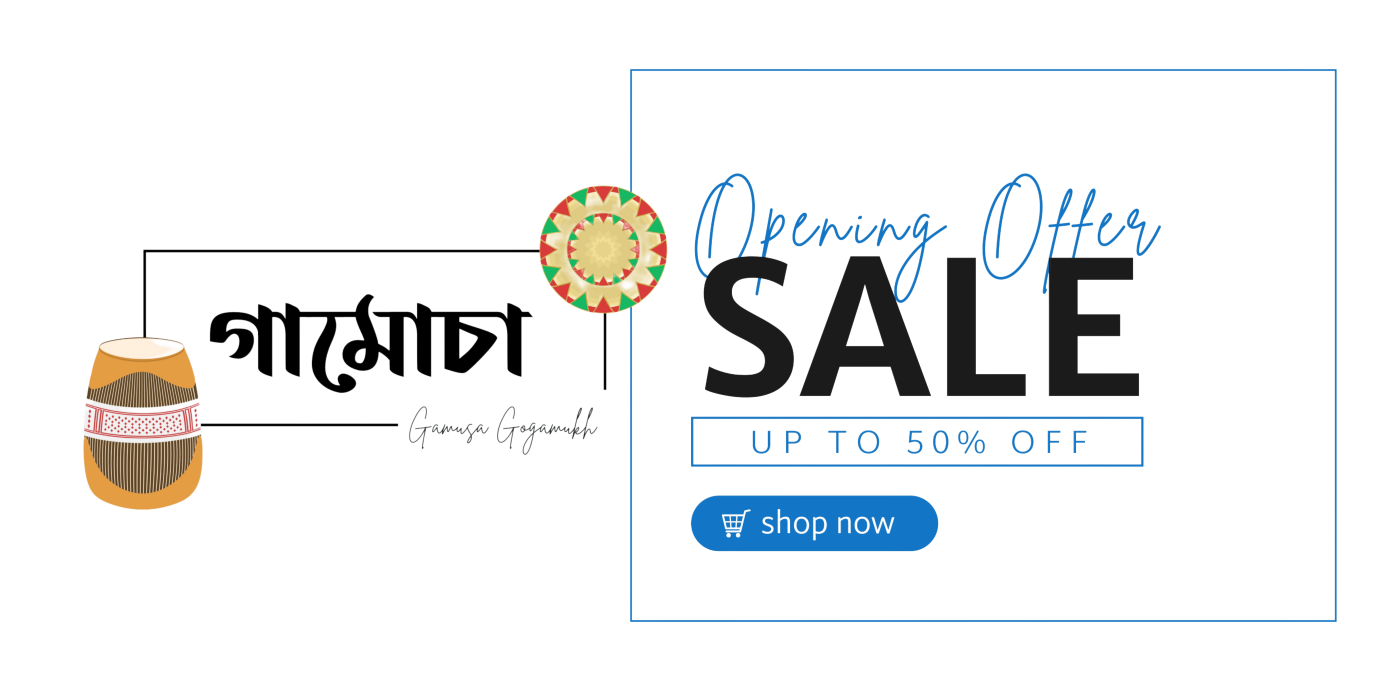 গামোচা
Gamusa Gogamukh
Opening Offer
SALE
UP TO 50% OFF
shop now